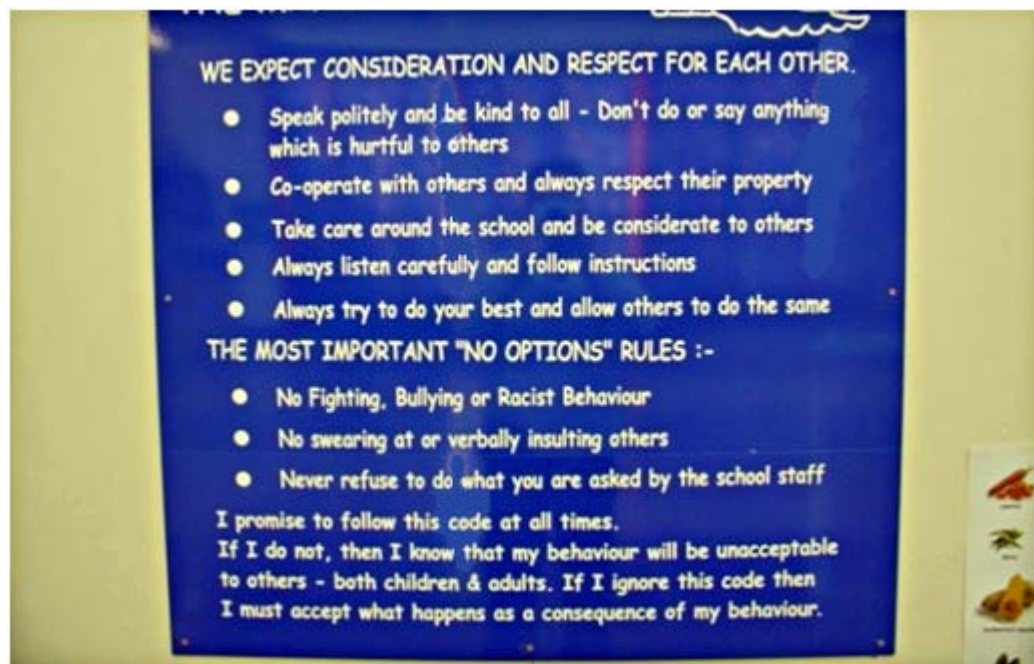 WE EXPECT CONSIDERATION AND RESPECT FOR EACH OTHER.
Speak politely and be kind to all - Don't do or say anything
which is hurtful to others
Co-operate with others and always respect their property
Take care around the school and be considerate to others
Always listen carefully and follow instructions
Always try to do your best and allow others to do the same
THE MOST IMPORTANT "NO OPTIONS" RULES :-
No Fighting, Bullying or Racist Behaviour
No swearing at or verbally insulting others
Never refuse to do what you are asked by the school staff
I promise to follow this code at all times.
If I do not, then I know that my behaviour will be unacceptable
to others - both children & adults. If I ignore this code then
I must accept what happens as a consequence of my behaviour.